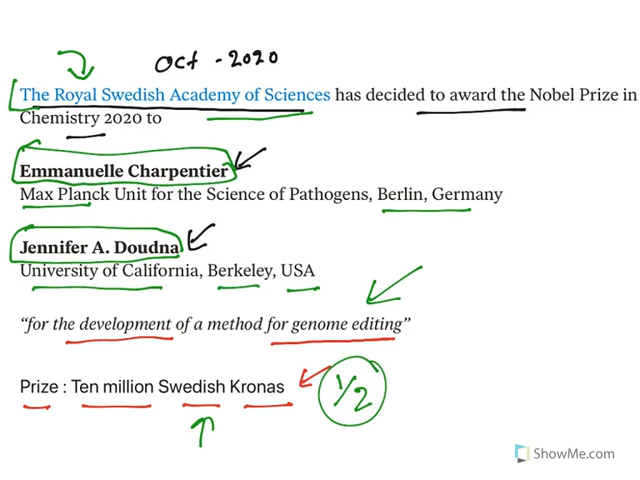 Oct - 2020
The Royal Swedish Academy of Sciences has decided to award the Nobel Prize in
Chemistry 2020 to
Emmanuelle Charpentier
Max Planck Unit for the Science of Pathogens, Berlin, Germany
Jennifer A. Doudna
University of California, Berkeley, USA
“for the development of a method for genome editing”
Prize : Ten million Swedish Kronas
1/2
ShowMe.com